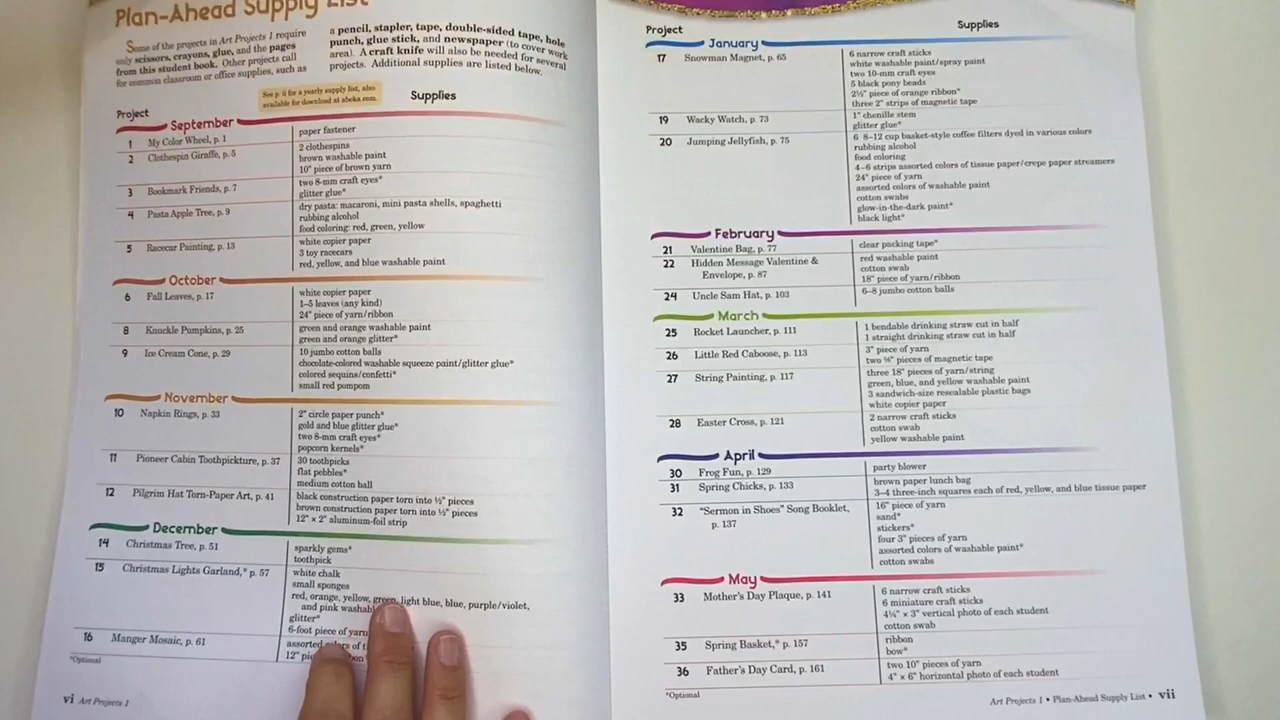 Plan-Ahead Supply List
Some of the projects in Art Projects 1 require
only scissors, crayons, glue, and the pages
from this student book. Other projects call
for common classroom or office supplies, such as
a pencil, stapler, tape, double-sided tape, hole
punch, glue stick, and newspaper (to cover work
area). A craft knife will also be needed for several
projects. Additional supplies are listed below.
See p. ii for a yearly supply list, also
available for download at abeka.com.
Project Supplies
September
1 My Color Wheel, p. 1 paper fastener
2 Clothespin Giraffe, p. 5 2 clothespins
brown washable paint
10" piece of brown yarn
3 Bookmark Friends, p. 7 two 8-mm craft eyes*
glitter glue*
4 Pasta Apple Tree, p. 9 dry pasta: macaroni, mini pasta shells, spaghetti
rubbing alcohol
food coloring: red, green, yellow
5 Racecar Painting, p. 13 white copier paper
3 toy racecars
red, yellow, and blue washable paint
October
6 Fall Leaves, p. 17 white copier paper
1–5 leaves (any kind)
24" piece of yarn/ribbon
8 Knuckle Pumpkins, p. 25 green and orange washable paint
green and orange glitter*
9 Ice Cream Cone, p. 29 10 jumbo cotton balls
chocolate-colored washable squeeze paint/glitter glue*
colored sequins/confetti*
small red pompom
November
10 Napkin Rings, p. 33 2" circle paper punch*
gold and blue glitter glue*
two 8-mm craft eyes*
popcorn kernels*
11 Pioneer Cabin Toothpickture, p. 37 30 toothpicks
flat pebbles*
medium cotton ball
12 Pilgrim Hat Torn-Paper Art, p. 41 black construction paper torn into ½" pieces
brown construction paper torn into ½" pieces
12" × 2" aluminum-foil strip
December
14 Christmas Tree, p. 51 sparkly gems*
toothpick
15 Christmas Lights Garland,* p. 57 white chalk
small sponges
red, orange, yellow, green, light blue, blue, purple/violet,
and pink washab
glitter*
6-foot piece of yarn
16 Manger Mosaic, p. 61 assorted colors of t
12"
*Optional
vi Art Projects 1
Project Supplies
January
17 Snowman Magnet, p. 65 6 narrow craft sticks
white washable paint/spray paint
two 10-mm craft eyes
5 black pony beads
2½" piece of orange ribbon*
three 2" strips of magnetic tape
19 Wacky Watch, p. 73 1" chenille stem
glitter glue*
20 Jumping Jellyfish, p. 75 6 8–12 cup basket-style coffee filters dyed in various colors
rubbing alcohol
food coloring
4–6 strips assorted colors of tissue paper/crepe paper streamers
24" piece of yarn
assorted colors of washable paint
cotton swabs
glow-in-the-dark paint*
black light*
February
21 Valentine Bag, p. 77 clear packing tape*
22 Hidden Message Valentine & red washable paint
Envelope, p. 87 cotton swab
18" piece of yarn/ribbon
24 Uncle Sam Hat, p. 103 6–8 jumbo cotton balls
March
25 Rocket Launcher, p. 111 1 bendable drinking straw cut in half
1 straight drinking straw cut in half
26 Little Red Caboose, p. 113 3" piece of yarn
two pieces of magnetic tape
27 String Painting, p. 117 three 18" pieces of yarn/string
green, blue, and yellow washable paint
3 sandwich-size resealable plastic bags
white copier paper
28 Easter Cross, p. 121 2 narrow craft sticks
cotton swab
yellow washable paint
April
30 Frog Fun, p. 129 party blower
31 Spring Chicks, p. 133 brown paper lunch bag
3–4 three-inch squares each of red, yellow, and blue tissue paper
32 "Sermon in Shoes" Song Booklet, 16" piece of yarn
p. 137 sand*
stickers*
four 3" pieces of yarn
assorted colors of washable paint*
cotton swabs
May
33 Mother's Day Plaque, p. 141 6 narrow craft sticks
6 miniature craft sticks
4¼" × 3" vertical photo of each student
cotton swab
35 Spring Basket,* p. 157 ribbon
bow*
36 Father's Day Card, p. 161 two 10" pieces of yarn
4" × 6" horizontal photo of each student
*Optional
Art Projects 1 • Plan-Ahead Supply List • vii